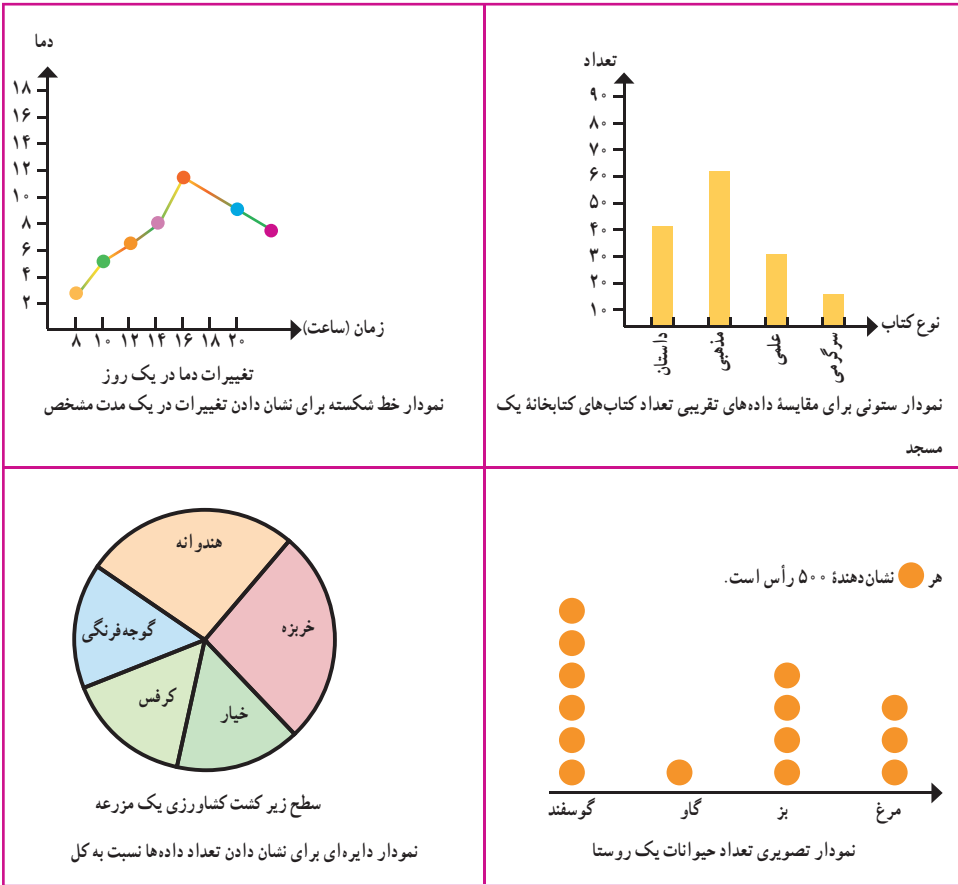 تعداد
۹۰
۸۰
۷۰
۶۰
۵۰
۴۰
۳۰
۲۰
۱۰
نوع کتاب
داستان
مذهبی
علمی
سرگرمی
نمودار ستونی برای مقایسهٔ داده‌های تقریبی تعداد کتاب‌های کتابخانهٔ یک
مسجد
دما
۱۸
۱۶
۱۴
۱۲
۱۰
۸
۶
۴
۲
زمان (ساعت)
۸ ۱۰ ۱۲ ۱۴ ۱۶ ۱۸ ۲۰
تغییرات دما در یک روز
نمودار خط شکسته برای نشان دادن تغییرات در یک مدت مشخص
هر نشان‌دهندهٔ ۵۰۰ رأس است.
مرغ
بز
گاو
گوسفند
نمودار تصویری تعداد حیوانات یک روستا
هندوانه
خربزه
گوجه‌فرنگی
کرفس
خیار
سطح زیر کشت کشاورزی یک مزرعه
نمودار دایره‌ای برای نشان دادن تعداد داده‌ها نسبت به کل